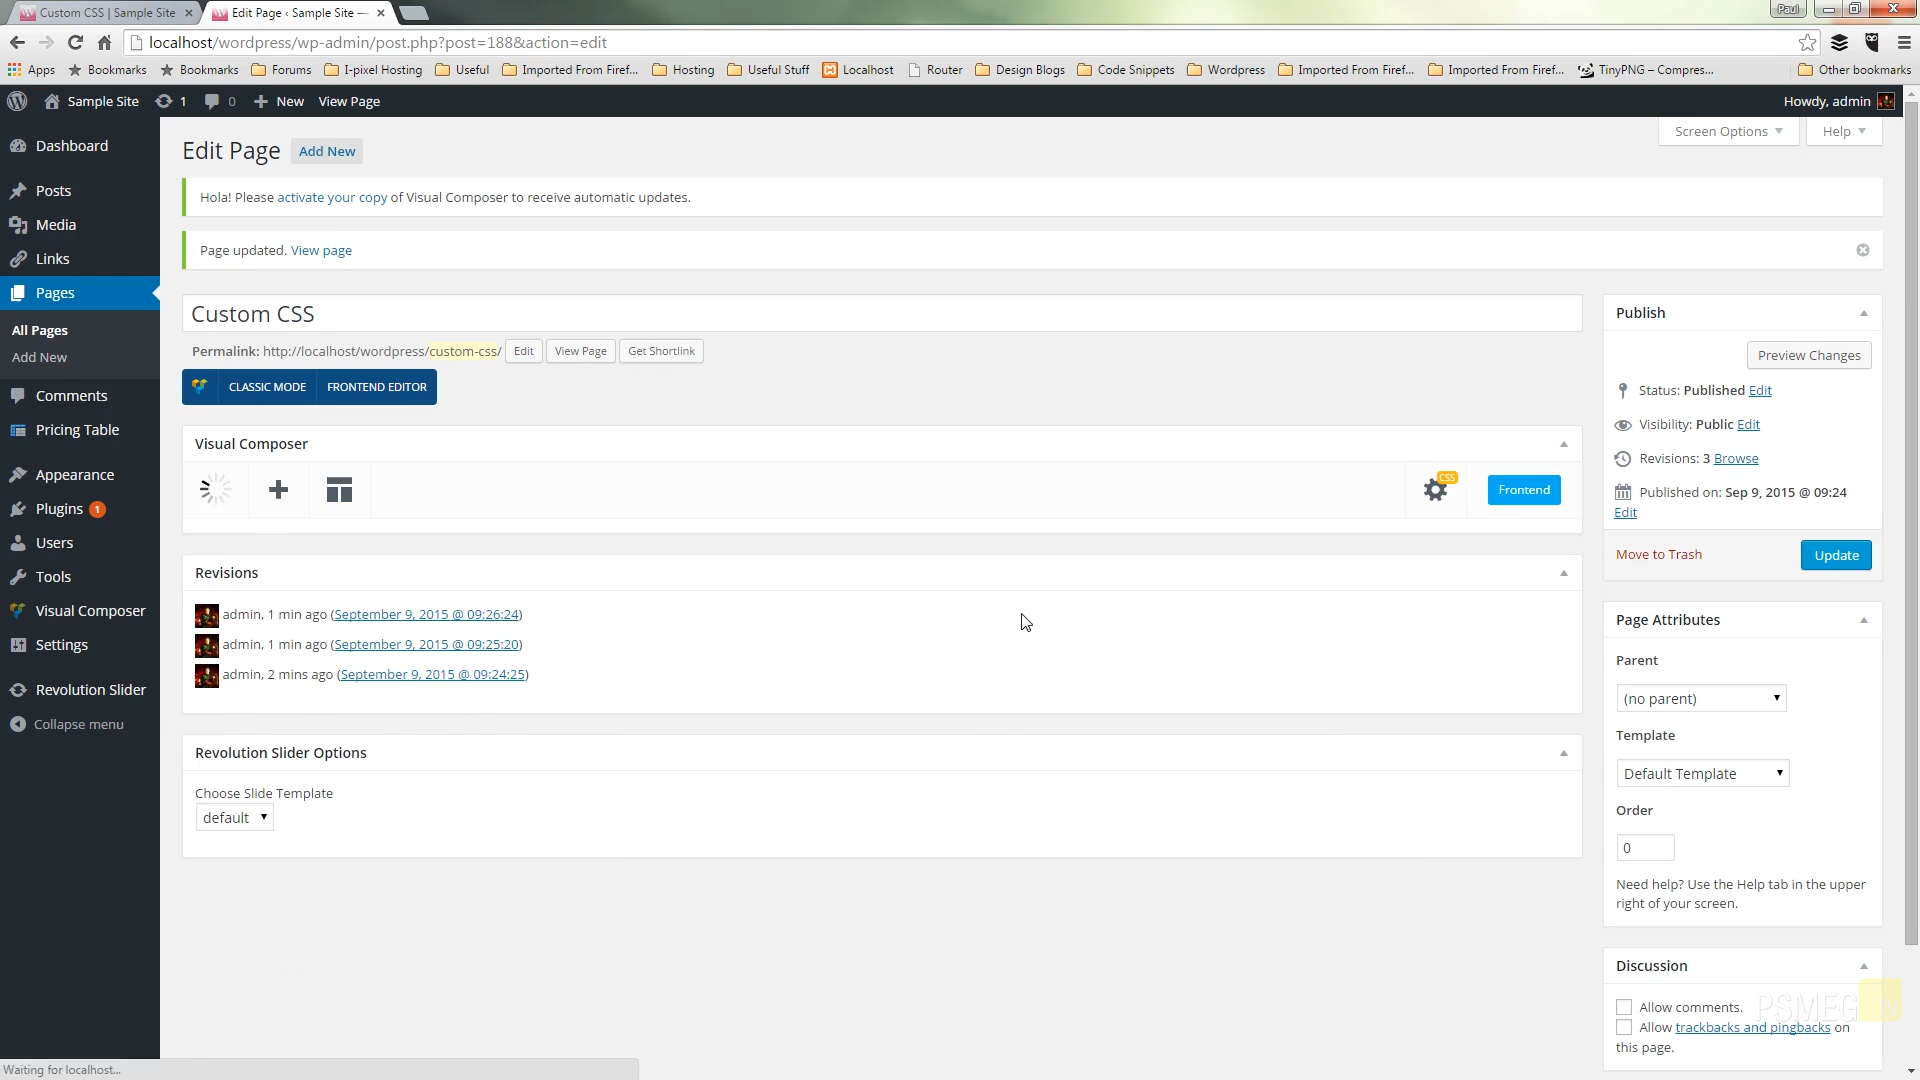 Custom CSS | Sample Site
Edit Page ‹ Sample Site —
Paul
localhost/wordpress/wp-admin/post.php?post=188&action=edit
Apps
Bookmarks
Bookmarks
Forums
I-pixel Hosting
Useful
Imported From Firef...
Hosting
Useful Stuff
Localhost
Router
Design Blogs
Code Snippets
Wordpress
Imported From Firef...
Imported From Firef...
TinyPNG – Compres...
Other bookmarks
Sample Site
1
0
New
View Page
Howdy, admin
Dashboard
Posts
Media
Links
Pages
All Pages
Add New
Comments
Pricing Table
Appearance
Plugins 1
Users
Tools
Visual Composer
Settings
Revolution Slider
Collapse menu
Screen Options
Help
Edit Page
Add New
Hola! Please activate your copy of Visual Composer to receive automatic updates.
Page updated. View page
Custom CSS
Permalink: http://localhost/wordpress/custom-css/
Edit
View Page
Get Shortlink
CLASSIC MODE
FRONTEND EDITOR
Visual Composer
CSS
Frontend
Revisions
admin, 1 min ago (September 9, 2015 @ 09:26:24)
admin, 1 min ago (September 9, 2015 @ 09:25:20)
admin, 2 mins ago (September 9, 2015 @ 09:24:25)
Revolution Slider Options
Choose Slide Template
default
Publish
Preview Changes
Status: Published Edit
Visibility: Public Edit
Revisions: 3 Browse
Published on: Sep 9, 2015 @ 09:24
Edit
Move to Trash
Update
Page Attributes
Parent
(no parent)
Template
Default Template
Order
0
Need help? Use the Help tab in the upper
right of your screen.
Discussion
Allow comments.
Allow trackbacks and pingbacks on
this page.
PSMEG
Waiting for localhost...